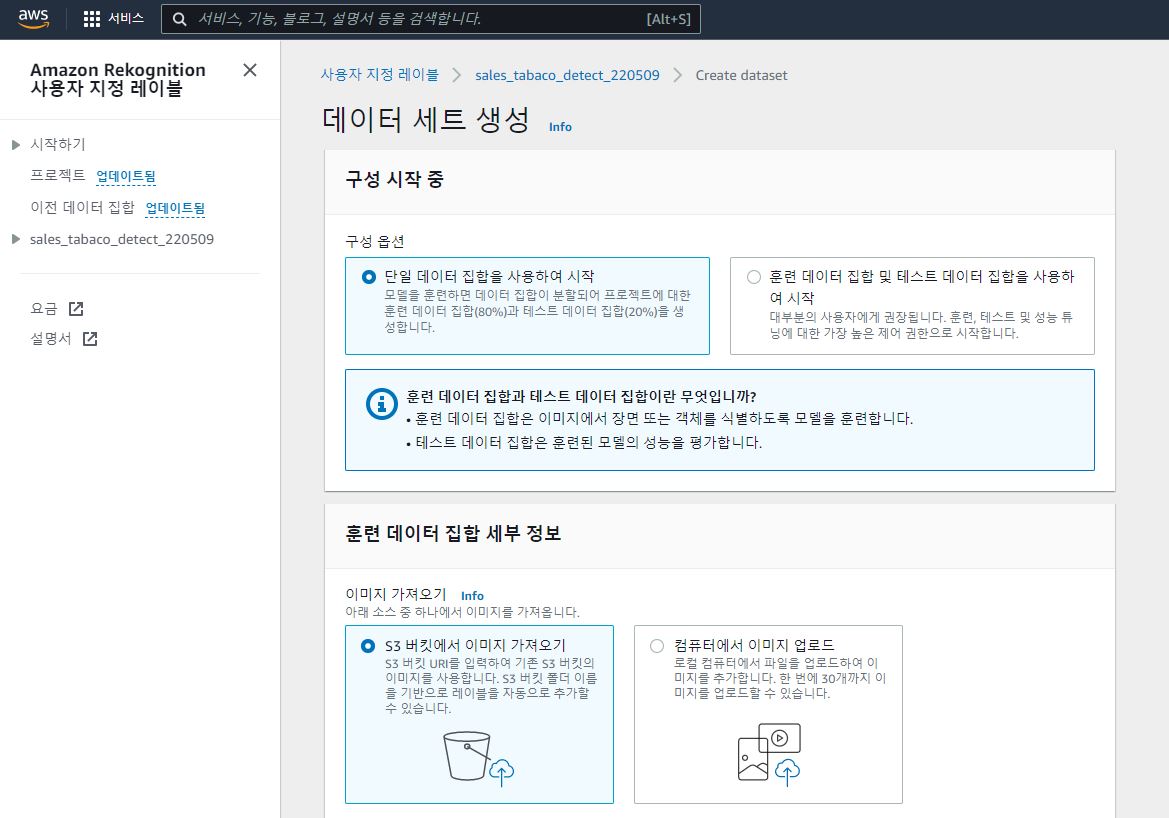 aws
서비스
서비스, 기능, 블로그, 설명서 등을 검색합니다.
[Alt+S]
Amazon Rekognition
사용자 지정 레이블
시작하기
프로젝트 업데이트됨
이전 데이터 집합 업데이트됨
sales_tabaco_detect_220509
요금
설명서
사용자 지정 레이블 > sales_tabaco_detect_220509 > Create dataset
데이터 세트 생성 Info
구성 시작 중
구성 옵션
단일 데이터 집합을 사용하여 시작
모델을 훈련하면 데이터 집합이 분할되어 프로젝트에 대한
훈련 데이터 집합(80%)과 테스트 데이터 집합(20%)을 생
성합니다.
훈련 데이터 집합 및 테스트 데이터 집합을 사용하
여 시작
대부분의 사용자에게 권장됩니다. 훈련, 테스트 및 성능 튜
닝에 대한 가장 높은 제어 권한으로 시작합니다.
훈련 데이터 집합과 테스트 데이터 집합이란 무엇입니까?
• 훈련 데이터 집합은 이미지에서 장면 또는 객체를 식별하도록 모델을 훈련합니다.
• 테스트 데이터 집합은 훈련된 모델의 성능을 평가합니다.
훈련 데이터 집합 세부 정보
이미지 가져오기 Info
아래 소스 중 하나에서 이미지를 가져옵니다.
S3 버킷에서 이미지 가져오기
S3 버킷 URI를 입력하여 기존 S3 버킷의
이미지를 사용합니다. S3 버킷 폴더 이름
을 기반으로 레이블을 자동으로 추가할
수 있습니다.
컴퓨터에서 이미지 업로드
로컬 컴퓨터에서 파일을 업로드하여 이
미지를 추가합니다. 한 번에 30개까지 이
미지를 업로드할 수 있습니다.